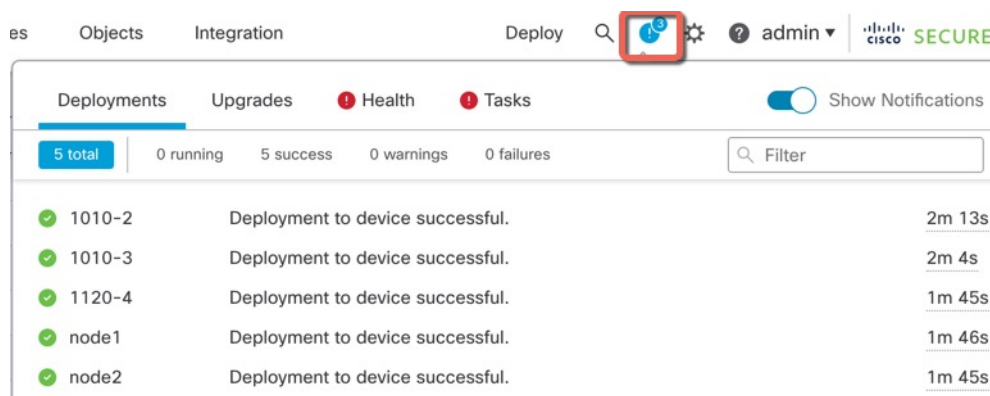 es Objects Integration Deploy 3 ? admin ▾ cisco SECURE
Deployments Upgrades ! Health ! Tasks Show Notifications
5 total 0 running 5 success 0 warnings 0 failures Filter
1010-2 Deployment to device successful. 2m 13s
1010-3 Deployment to device successful. 2m 4s
1120-4 Deployment to device successful. 1m 45s
node1 Deployment to device successful. 1m 46s
node2 Deployment to device successful. 1m 45s